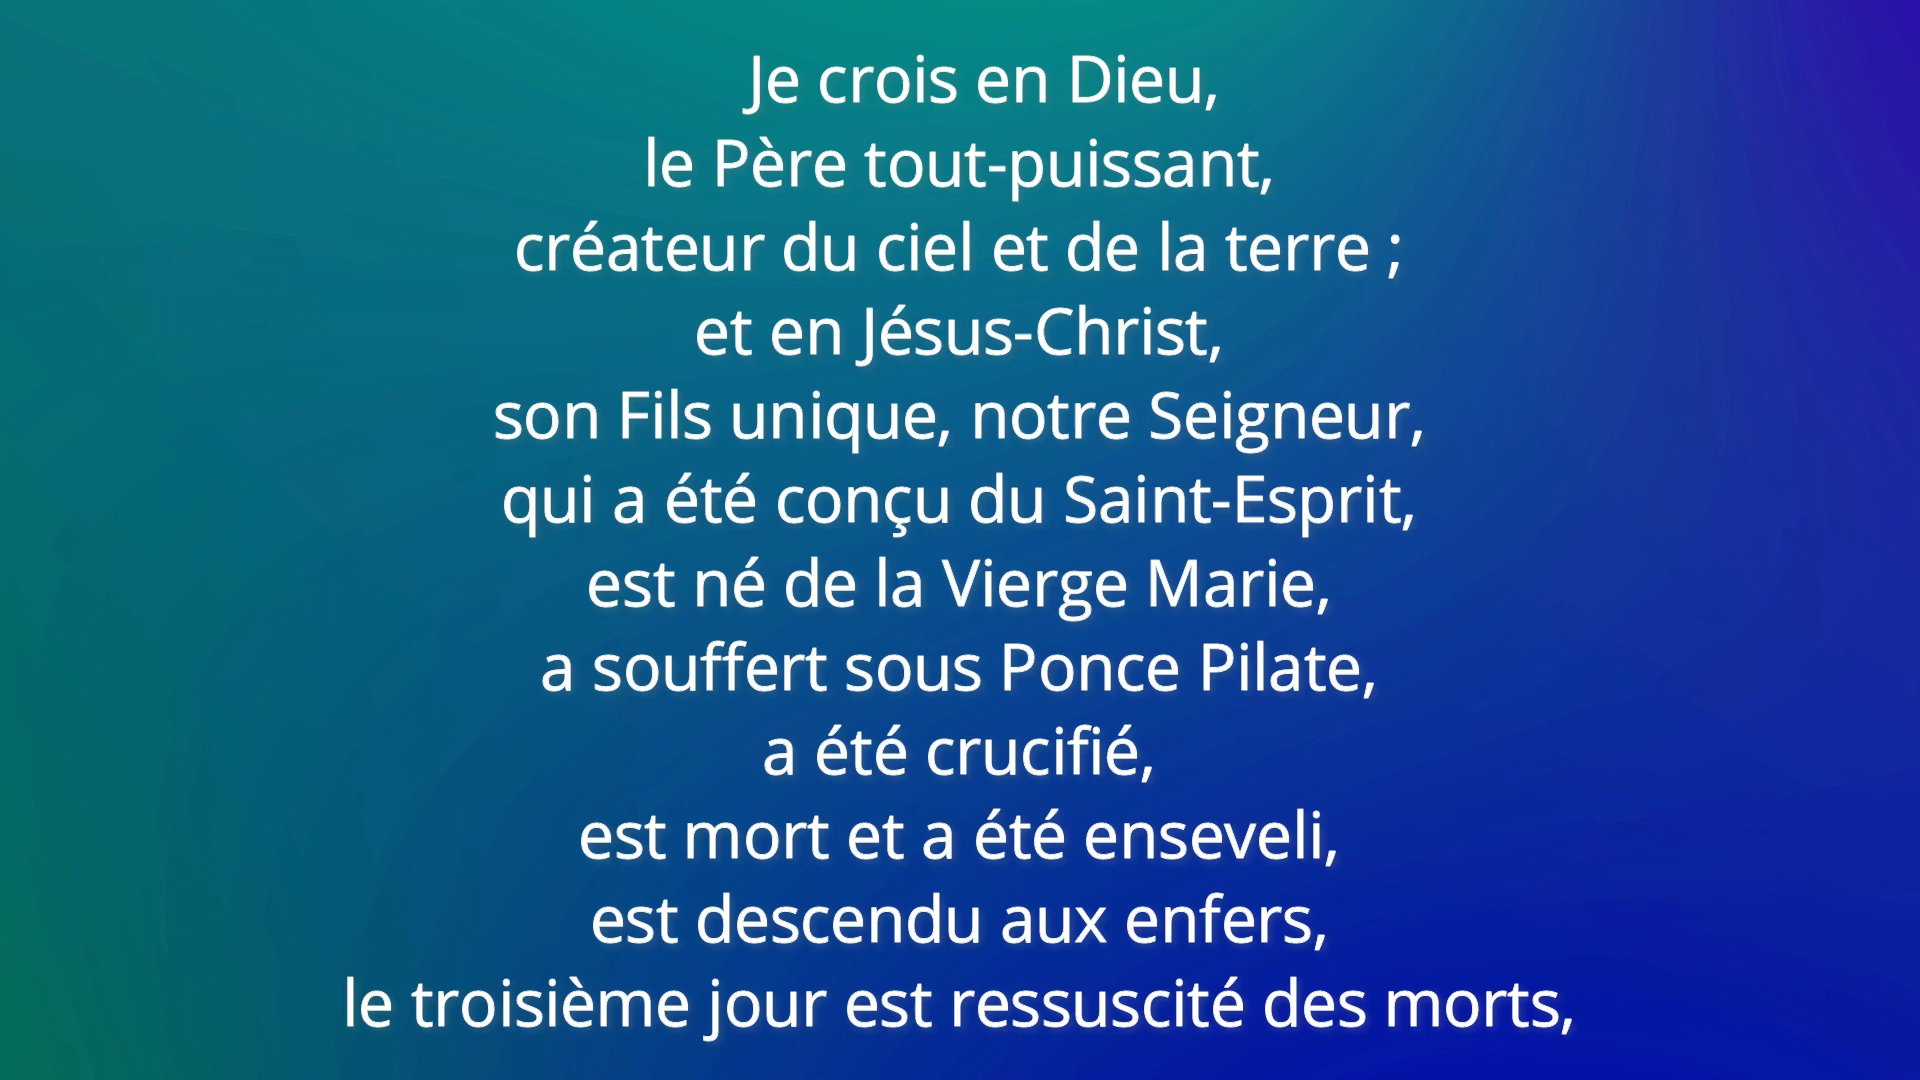 Je crois en Dieu,
le Père tout-puissant,
créateur du ciel et de la terre ;
et en Jésus-Christ,
son Fils unique, notre Seigneur,
qui a été conçu du Saint-Esprit,
est né de la Vierge Marie,
a souffert sous Ponce Pilate,
a été crucifié,
est mort et a été enseveli,
est descendu aux enfers,
le troisième jour est ressuscité des morts,